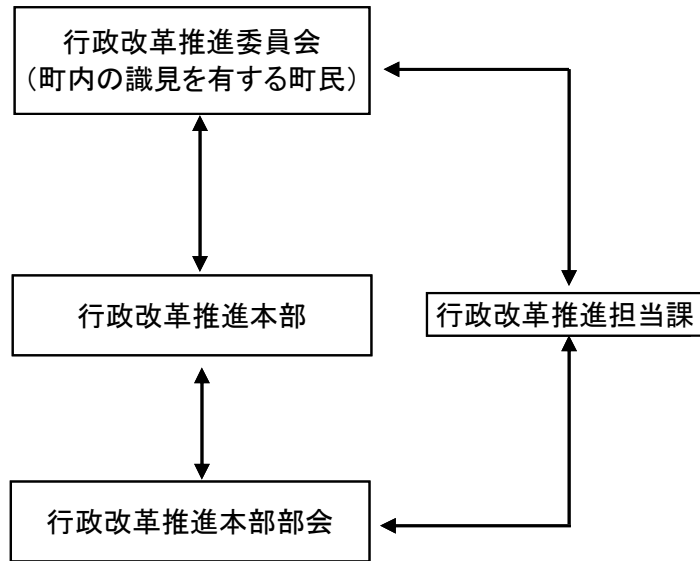 行政改革推進委員会
（町内の識見を有する町民）
行政改革推進本部
行政改革推進担当課
行政改革推進本部部会